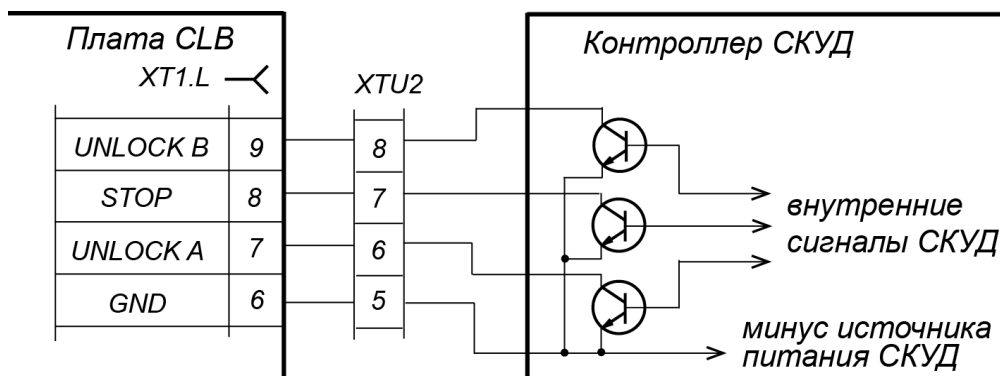 Плата CLB
Контроллер СКУД
XT1.L
XTU2
UNLOCK B 9 8
STOP 8 7
UNLOCK A 7 6
GND 6 5
внутренние
сигналы СКУД
минус источника
питания СКУД